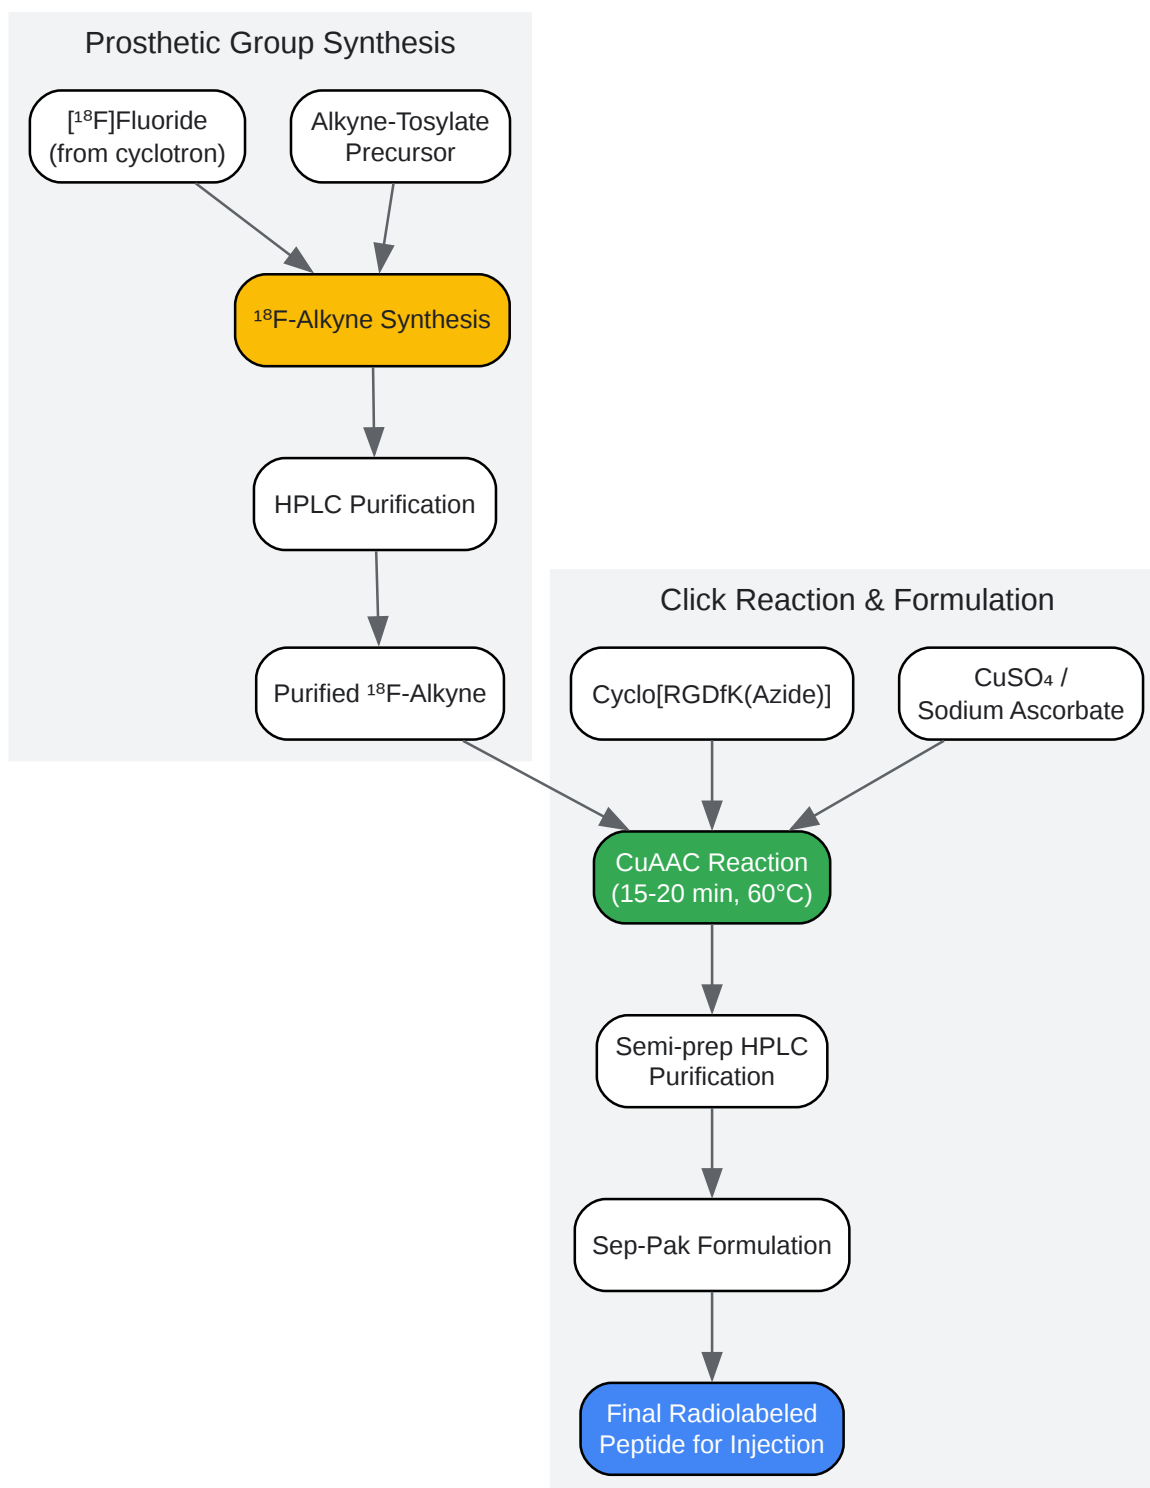 Prosthetic Group Synthesis
[¹⁸F]Fluoride
(from cyclotron)
Alkyne-Tosylate
Precursor
¹⁸F-Alkyne Synthesis
HPLC Purification
Purified ¹⁸F-Alkyne
Click Reaction & Formulation
Cyclo[RGDfK(Azide)]
CuSO₄ /
Sodium Ascorbate
CuAAC Reaction
(15-20 min, 60°C)
Semi-prep HPLC
Purification
Sep-Pak Formulation
Final Radiolabeled
Peptide for Injection